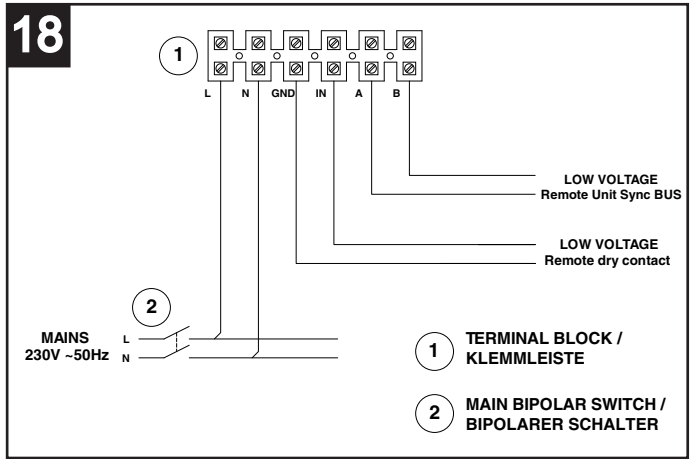 18
1
L N GND IN A B
LOW VOLTAGE
Remote Unit Sync BUS
LOW VOLTAGE
Remote dry contact
2
MAINS
230V ~50Hz
L
N
1 TERMINAL BLOCK /
KLEMMLEISTE
2 MAIN BIPOLAR SWITCH /
BIPOLARER SCHALTER